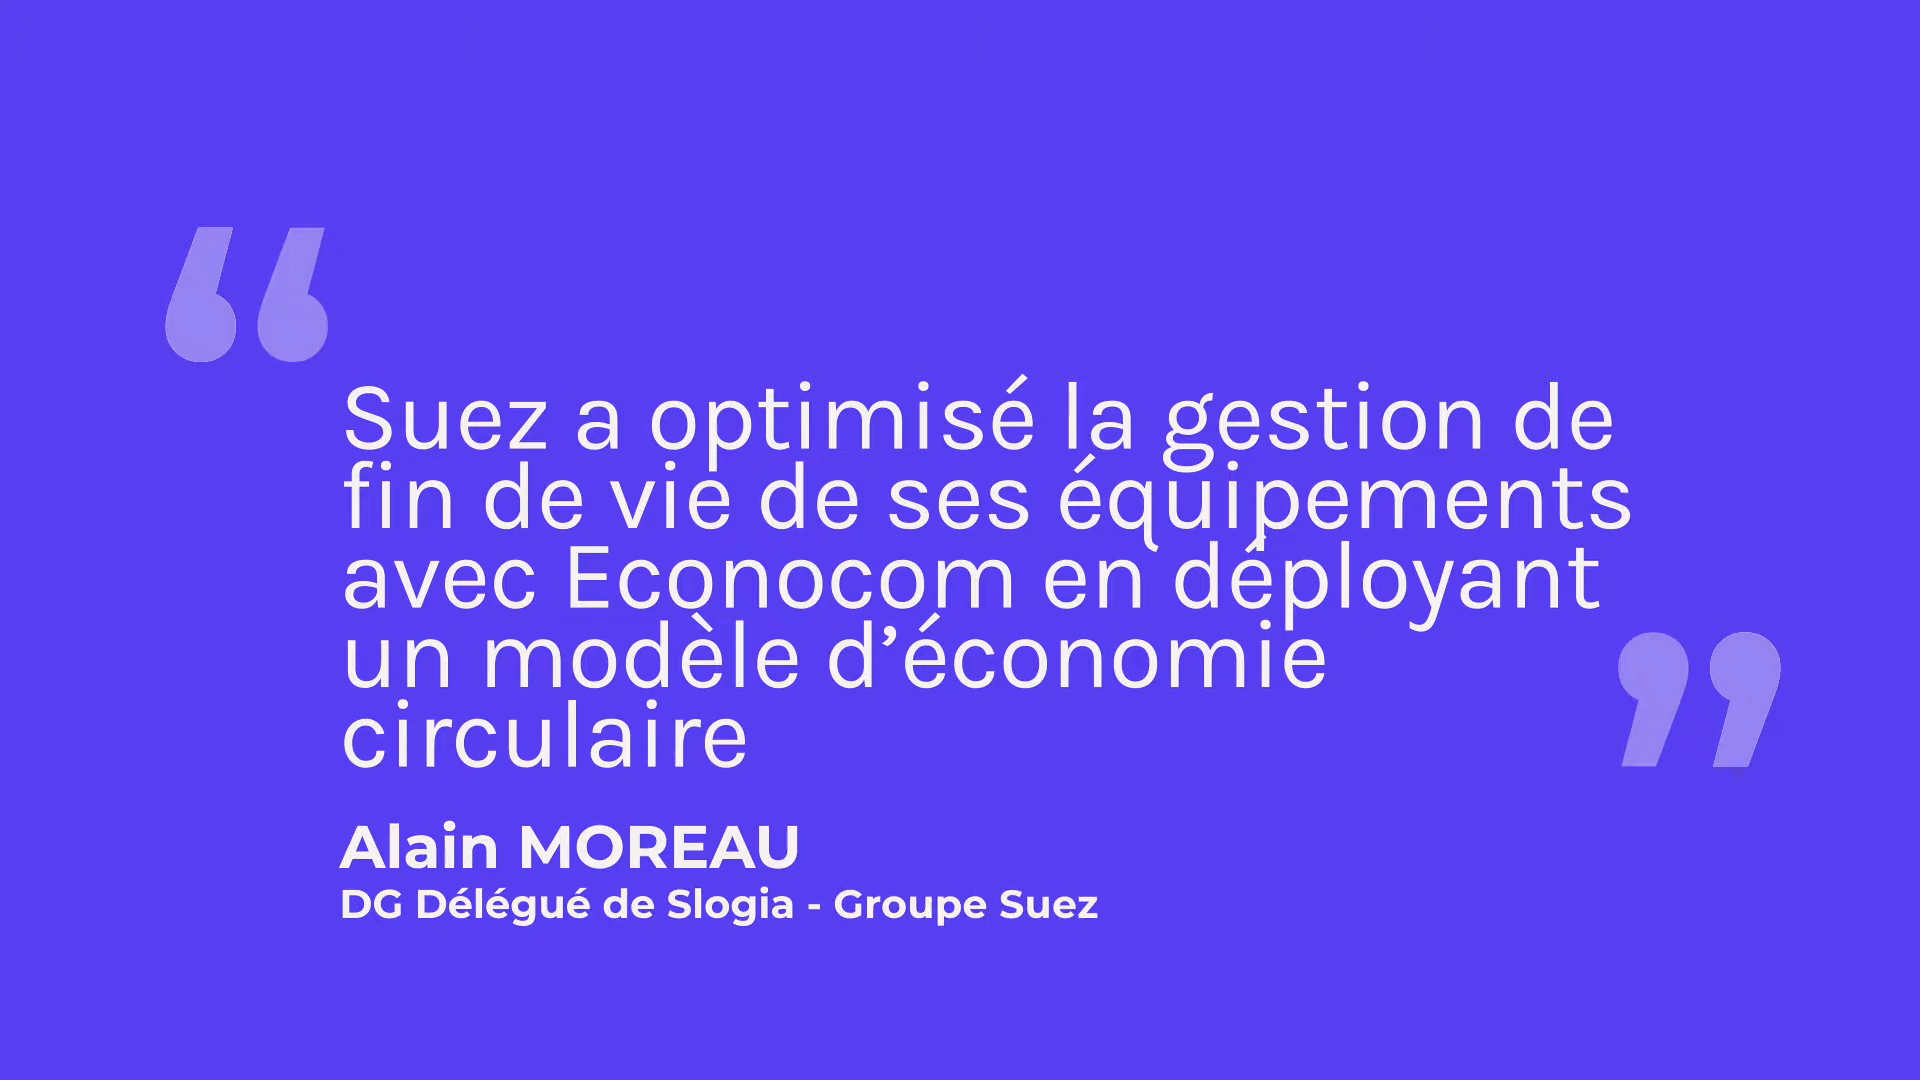 “
Suez a optimisé la gestion de
fin de vie de ses équipements
avec Econocom en déployant
un modèle d’économie
circulaire
”
Alain MOREAU
DG Délégué de Slogia - Groupe Suez